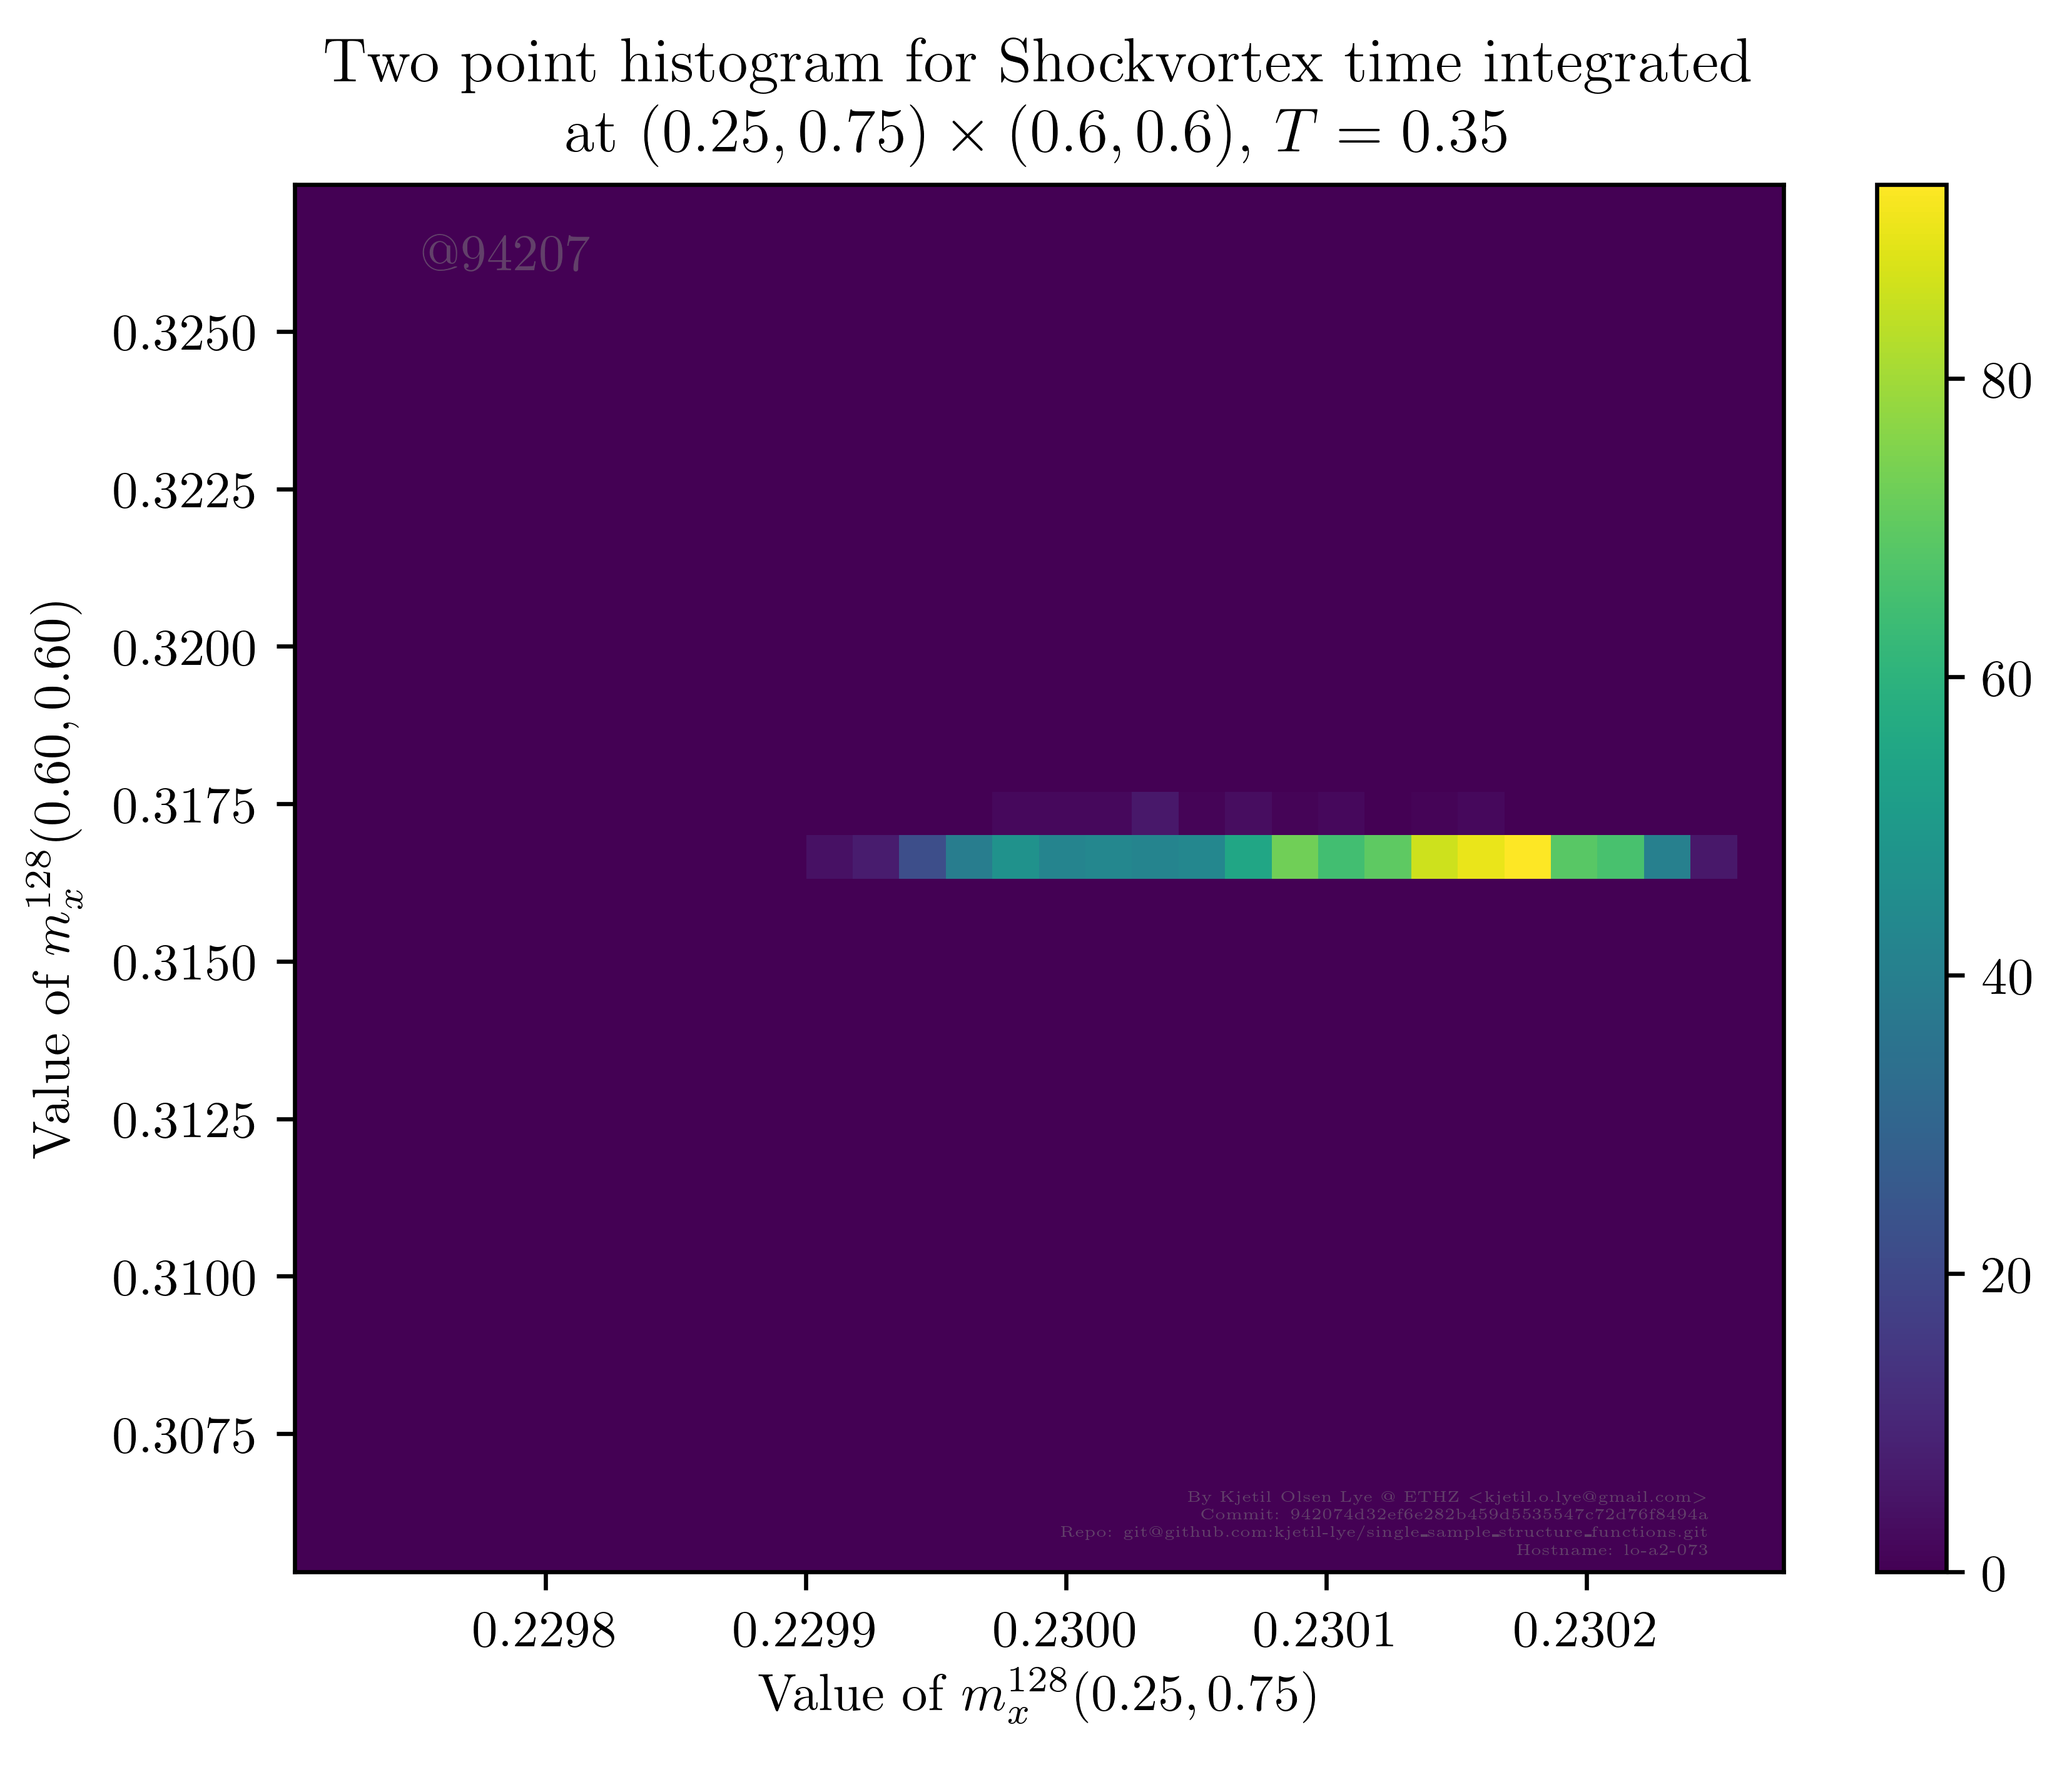 Two point histogram for Shockvortex time integrated
at (0.25, 0.75) × (0.6, 0.6), T = 0.35
@94207
0.3250
0.3225
0.3200
0.3175
0.3150
0.3125
0.3100
0.3075
Value of m_x^128(0.60, 0.60)
80
60
40
20
0
By Kjetil Olsen Lye @ ETHZ <kjetil.o.lye@gmail.com>
Commit: 942074d32ef6e282b459d5535547c72d76f8494a
Repo: git@github.com:kjetil-lye/single_sample_structure_functions.git
Hostname: lo-a2-073
0.2298 0.2299 0.2300 0.2301 0.2302
Value of m_x^128(0.25, 0.75)